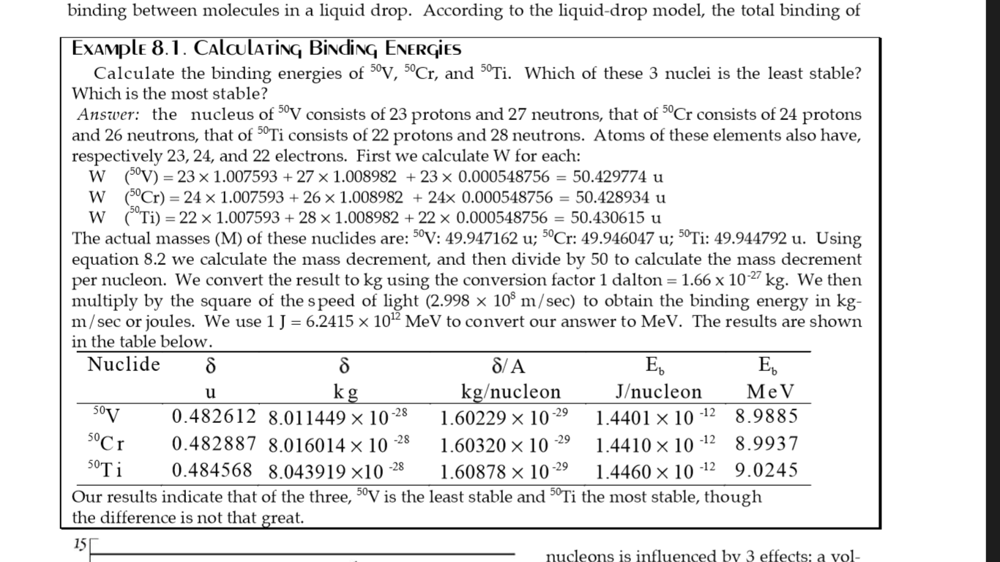 binding between molecules in a liquid drop. According to the liquid-drop model, the total binding of
Example 8.1. Calculating Binding Energies
Calculate the binding energies of ⁵⁰V, ⁵⁰Cr, and ⁵⁰Ti. Which of these 3 nuclei is the least stable?
Which is the most stable?
Answer: the nucleus of ⁵⁰V consists of 23 protons and 27 neutrons, that of ⁵⁰Cr consists of 24 protons
and 26 neutrons, that of ⁵⁰Ti consists of 22 protons and 28 neutrons. Atoms of these elements also have,
respectively 23, 24, and 22 electrons. First we calculate W for each:
W (⁵⁰V) = 23 × 1.007593 + 27 × 1.008982 + 23 × 0.000548756 = 50.429774 u
W (⁵⁰Cr) = 24 × 1.007593 + 26 × 1.008982 + 24× 0.000548756 = 50.428934 u
W (⁵⁰Ti) = 22 × 1.007593 + 28 × 1.008982 + 22 × 0.000548756 = 50.430615 u
The actual masses (M) of these nuclides are: ⁵⁰V: 49.947162 u; ⁵⁰Cr: 49.946047 u; ⁵⁰Ti: 49.944792 u. Using
equation 8.2 we calculate the mass decrement, and then divide by 50 to calculate the mass decrement
per nucleon. We convert the result to kg using the conversion factor 1 dalton = 1.66 x 10⁻²⁷ kg. We then
multiply by the square of the speed of light (2.998 × 10⁸ m/sec) to obtain the binding energy in kg-
m/sec or joules. We use 1 J = 6.2415 × 10¹² MeV to convert our answer to MeV. The results are shown
in the table below.
Nuclide δ δ δ/A E_b E_b
u kg kg/nucleon J/nucleon MeV
⁵⁰V 0.482612 8.011449 × 10⁻²⁸ 1.60229 × 10⁻²⁹ 1.4401 × 10⁻¹² 8.9885
⁵⁰Cr 0.482887 8.016014 × 10⁻²⁸ 1.60320 × 10⁻²⁹ 1.4410 × 10⁻¹² 8.9937
⁵⁰Ti 0.484568 8.043919 ×10⁻²⁸ 1.60878 × 10⁻²⁹ 1.4460 × 10⁻¹² 9.0245
Our results indicate that of the three, ⁵⁰V is the least stable and ⁵⁰Ti the most stable, though
the difference is not that great.
15
nucleons is influenced by 3 effects: a vol-